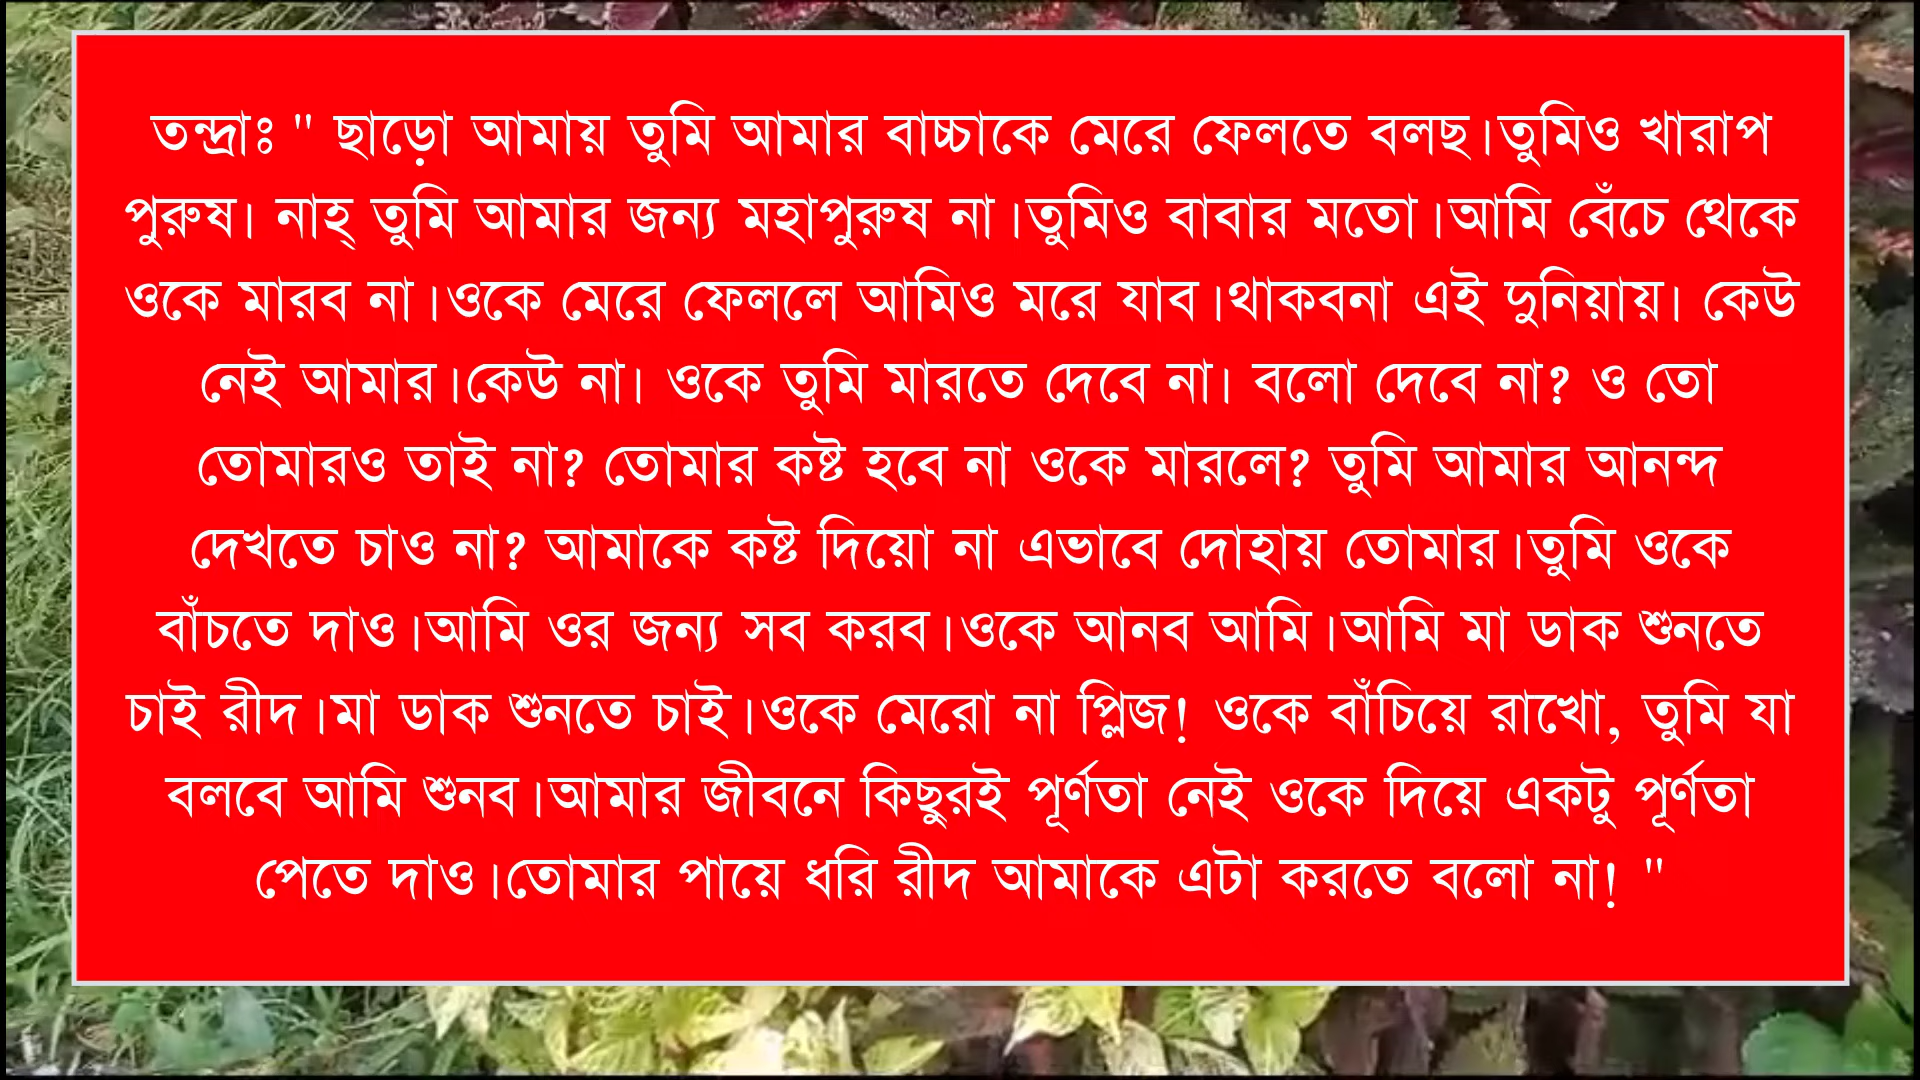 তন্দ্রাঃ " ছাড়ো আমায় তুমি আমার বাচ্চাকে মেরে ফেলতে বলছ।তুমিও খারাপ
পুরুষ। নাহ্ তুমি আমার জন্য মহাপুরুষ না।তুমিও বাবার মতো।আমি বেঁচে থেকে
ওকে মারব না।ওকে মেরে ফেললে আমিও মরে যাব।থাকবনা এই দুনিয়ায়। কেউ
নেই আমার।কেউ না। ওকে তুমি মারতে দেবে না। বলো দেবে না? ও তো
তোমারও তাই না? তোমার কষ্ট হবে না ওকে মারলে? তুমি আমার আনন্দ
দেখতে চাও না? আমাকে কষ্ট দিয়ো না এভাবে দোহায় তোমার।তুমি ওকে
বাঁচতে দাও।আমি ওর জন্য সব করব।ওকে আনব আমি।আমি মা ডাক শুনতে
চাই রীদ।মা ডাক শুনতে চাই।ওকে মেরো না প্লিজ! ওকে বাঁচিয়ে রাখো, তুমি যা
বলবে আমি শুনব।আমার জীবনে কিছুরই পূর্ণতা নেই ওকে দিয়ে একটু পূর্ণতা
পেতে দাও।তোমার পায়ে ধরি রীদ আমাকে এটা করতে বলো না! "